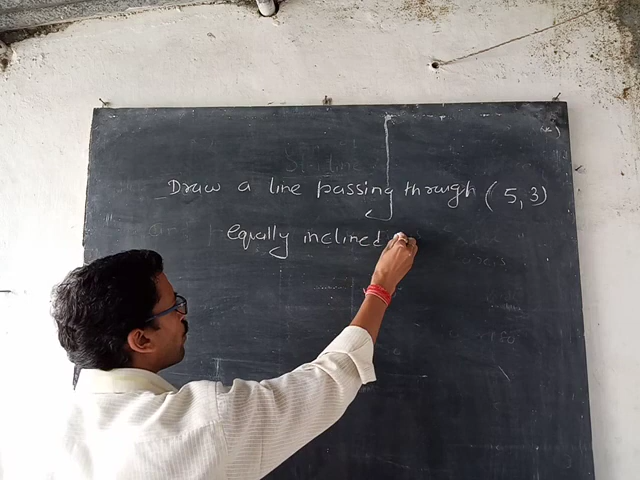 Draw a line passing through (5, 3)
equally inclined